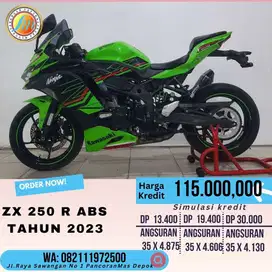 Ninja
Kawasaki
ORDER NOW!
Harga Kredit
115.000,000
ZX 250 R ABS
TAHUN 2023
Simulasi kredit
DP 13.400 DP 19.400 DP 30.000
ANGSURAN ANGSURAN ANGSURAN
35 X 4.875 35 X 4.606 35 X 4.130
WA: 082111972500
Jl.Raya Sawangan No 1 PancoranMas Depok